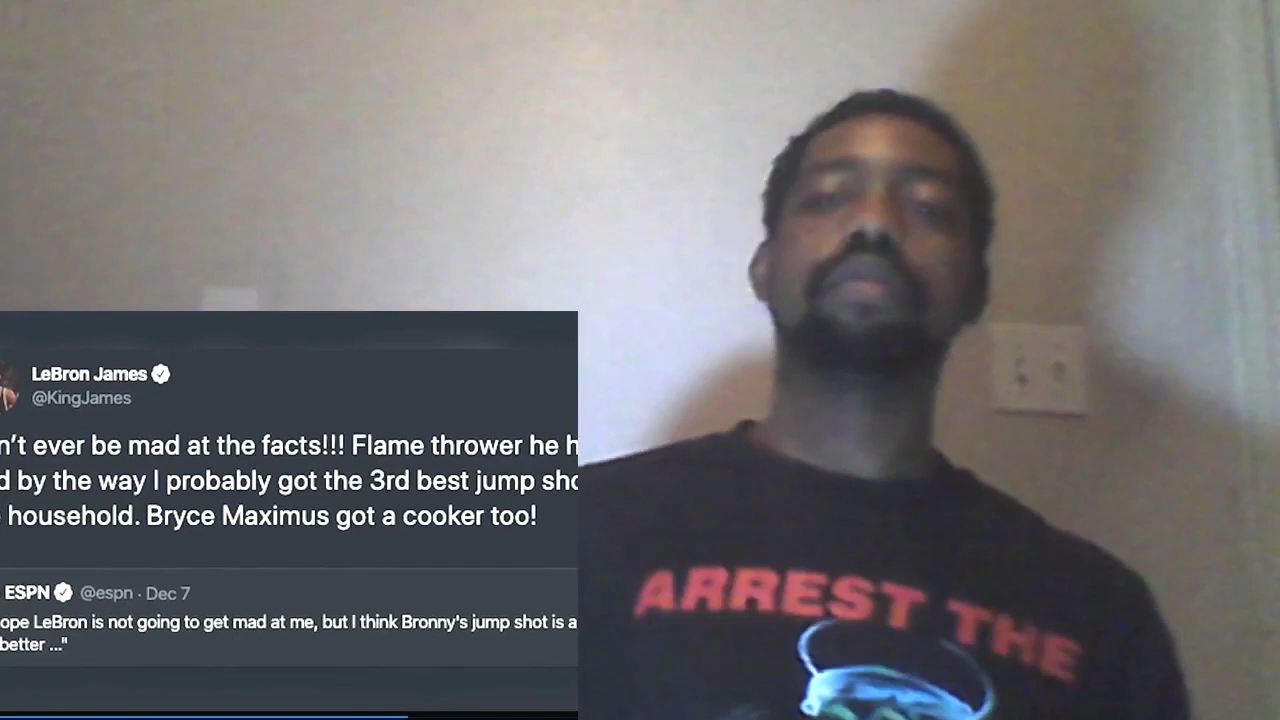 LeBron James
@KingJames
n't ever be mad at the facts!!! Flame thrower he h
d by the way I probably got the 3rd best jump sho
household. Bryce Maximus got a cooker too!
ESPN @espn · Dec 7
ope LeBron is not going to get mad at me, but I think Bronny's jump shot is a
better ..."
ARREST THE